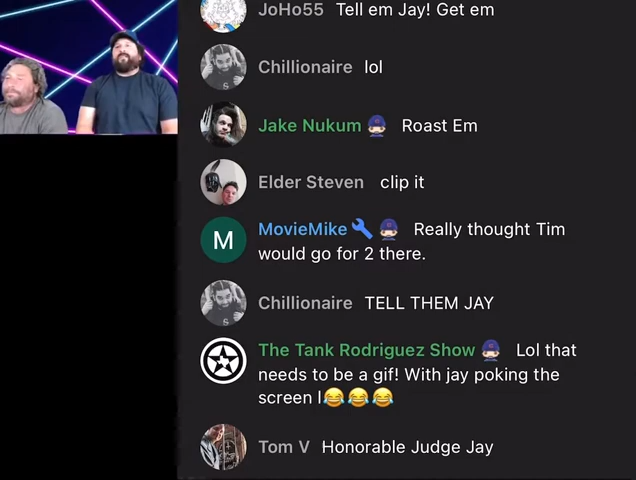 JoHo55 Tell em Jay! Get em
Chillionaire lol
Jake Nukum Roast Em
Elder Steven clip it
M
MovieMike Really thought Tim
would go for 2 there.
Chillionaire TELL THEM JAY
The Tank Rodriguez Show Lol that
needs to be a gif! With jay poking the
screen l😂😂😂
Tom V Honorable Judge Jay